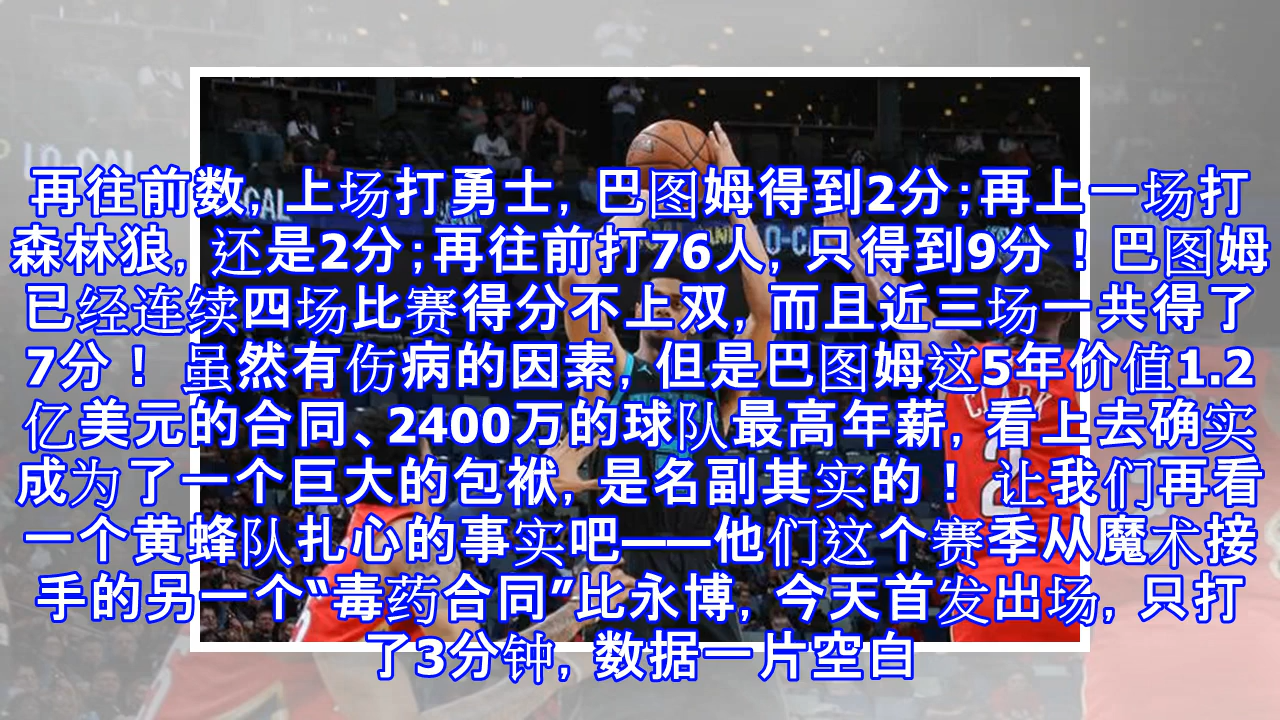 再往前数, 上场打勇士, 巴图姆得到2分;再上一场打
森林狼, 还是2分;再往前打76人, 只得到9分！巴图姆
已经连续四场比赛得分不上双, 而且近三场一共得了
7分！ 虽然有伤病的因素, 但是巴图姆这5年价值1.2
亿美元的合同、2400万的球队最高年薪, 看上去确实
成为了一个巨大的包袱, 是名副其实的！ 让我们再看
一个黄蜂队扎心的事实吧——他们这个赛季从魔术接
手的另一个“毒药合同”比永博, 今天首发出场, 只打
了3分钟, 数据一片空白
LO-CAL
CLARK
2